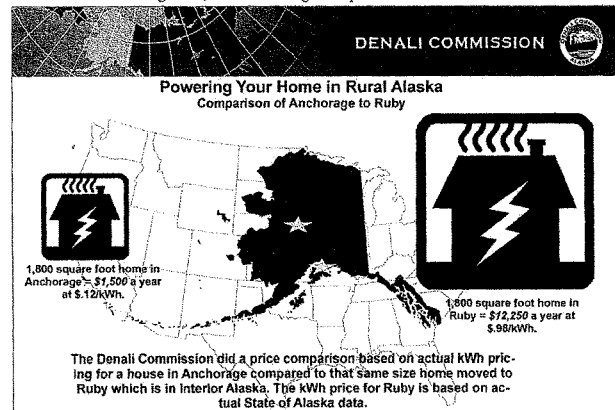 DENALI COMMISSION
Powering Your Home in Rural Alaska
Comparison of Anchorage to Ruby
1,800 square foot home in
Anchorage = $1,500 a year
at $.12/kWh.
1,800 square foot home in
Ruby = $12,250 a year at
$.98/kWh.
The Denali Commission did a price comparison based on actual kWh pric-
ing for a house in Anchorage compared to that same size home moved to
Ruby which is in Interior Alaska. The kWh price for Ruby is based on ac-
tual State of Alaska data.